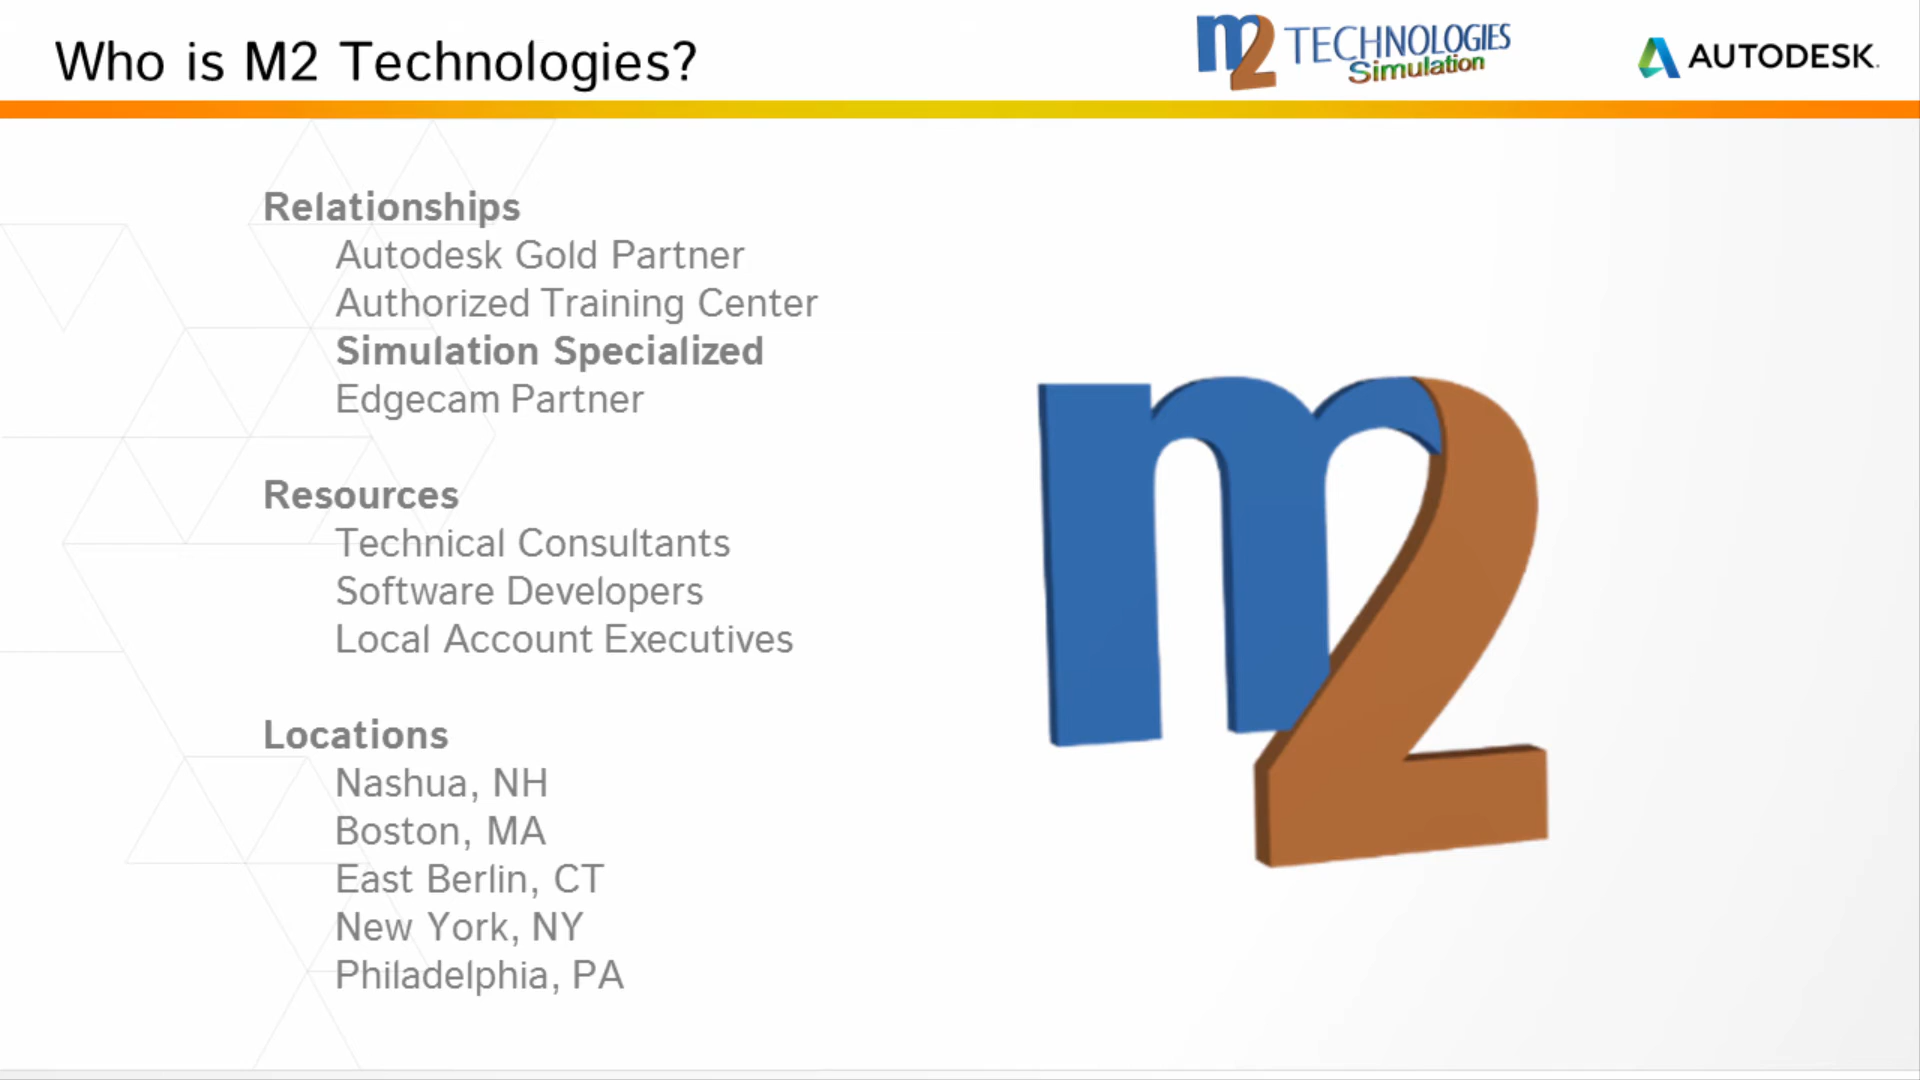 Who is M2 Technologies?
m2 TECHNOLOGIES
Simulation
AUTODESK.
Relationships
Autodesk Gold Partner
Authorized Training Center
Simulation Specialized
Edgecam Partner
Resources
Technical Consultants
Software Developers
Local Account Executives
Locations
Nashua, NH
Boston, MA
East Berlin, CT
New York, NY
Philadelphia, PA
m2